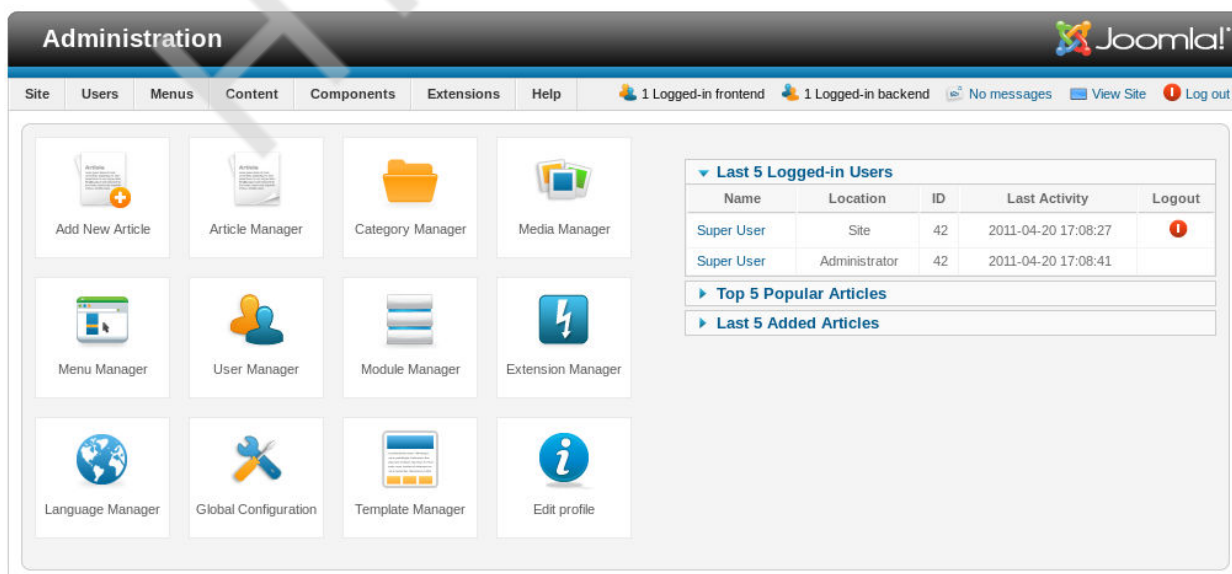 Administration
Joomla!
Site Users Menus Content Components Extensions Help 1 Logged-in frontend 1 Logged-in backend No messages View Site Log out
Add New Article Article Manager Category Manager Media Manager
Menu Manager User Manager Module Manager Extension Manager
Language Manager Global Configuration Template Manager Edit profile
Last 5 Logged-in Users
Name Location ID Last Activity Logout
Super User Site 42 2011-04-20 17:08:27
Super User Administrator 42 2011-04-20 17:08:41
Top 5 Popular Articles
Last 5 Added Articles